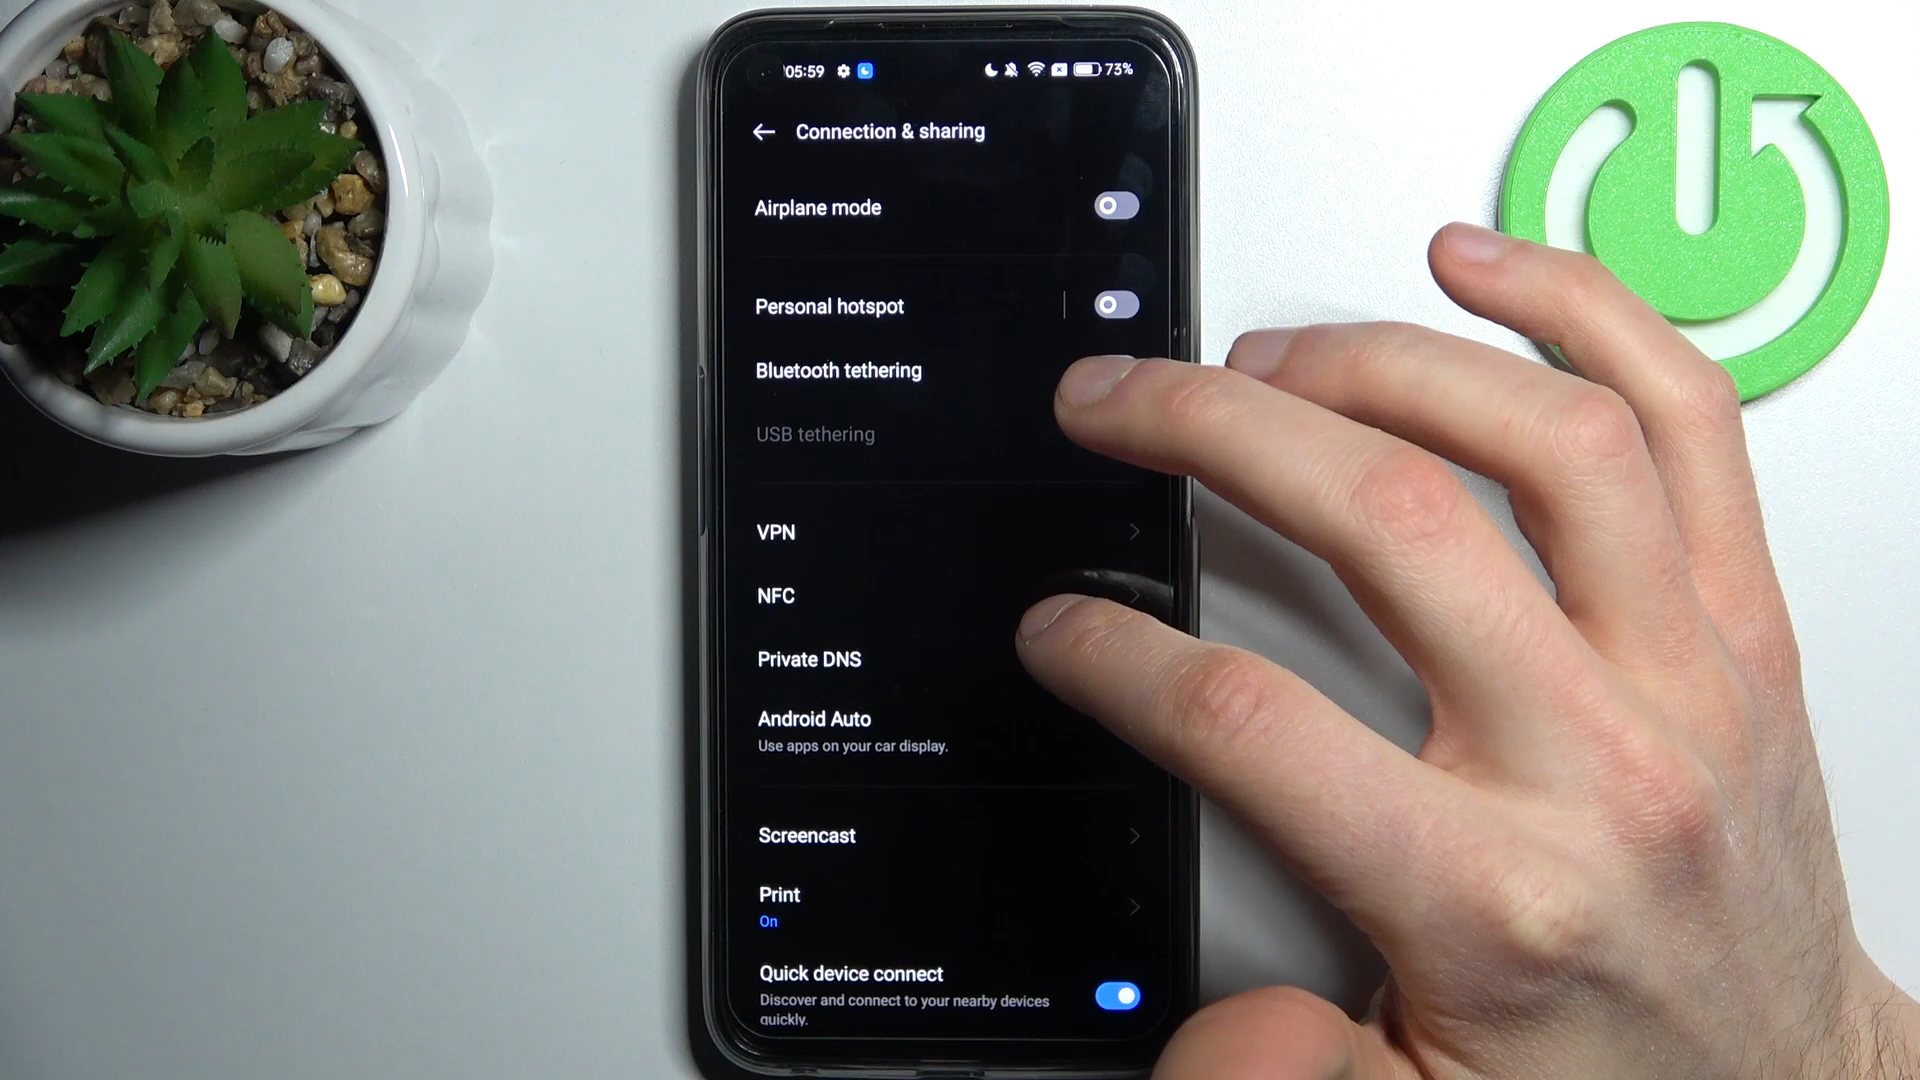 05:59 73%
Connection & sharing
Airplane mode
Personal hotspot
Bluetooth tethering
USB tethering
VPN
NFC
Private DNS
Android Auto
Use apps on your car display.
Screencast
Print
On
Quick device connect
Discover and connect to your nearby devices
quickly.